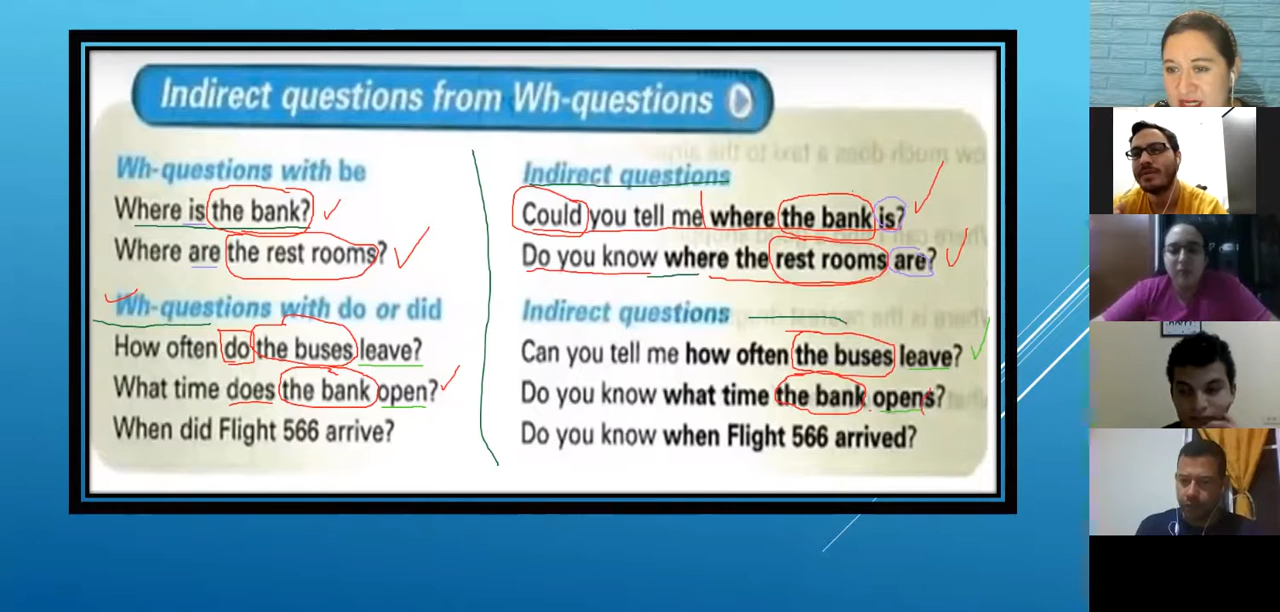 Indirect questions from Wh-questions
Wh-questions with be
Where is the bank?
Where are the rest rooms?
Wh-questions with do or did
How often do the buses leave?
What time does the bank open?
When did Flight 566 arrive?
Indirect questions
Could you tell me where the bank is?
Do you know where the rest rooms are?
Indirect questions
Can you tell me how often the buses leave?
Do you know what time the bank opens?
Do you know when Flight 566 arrived?